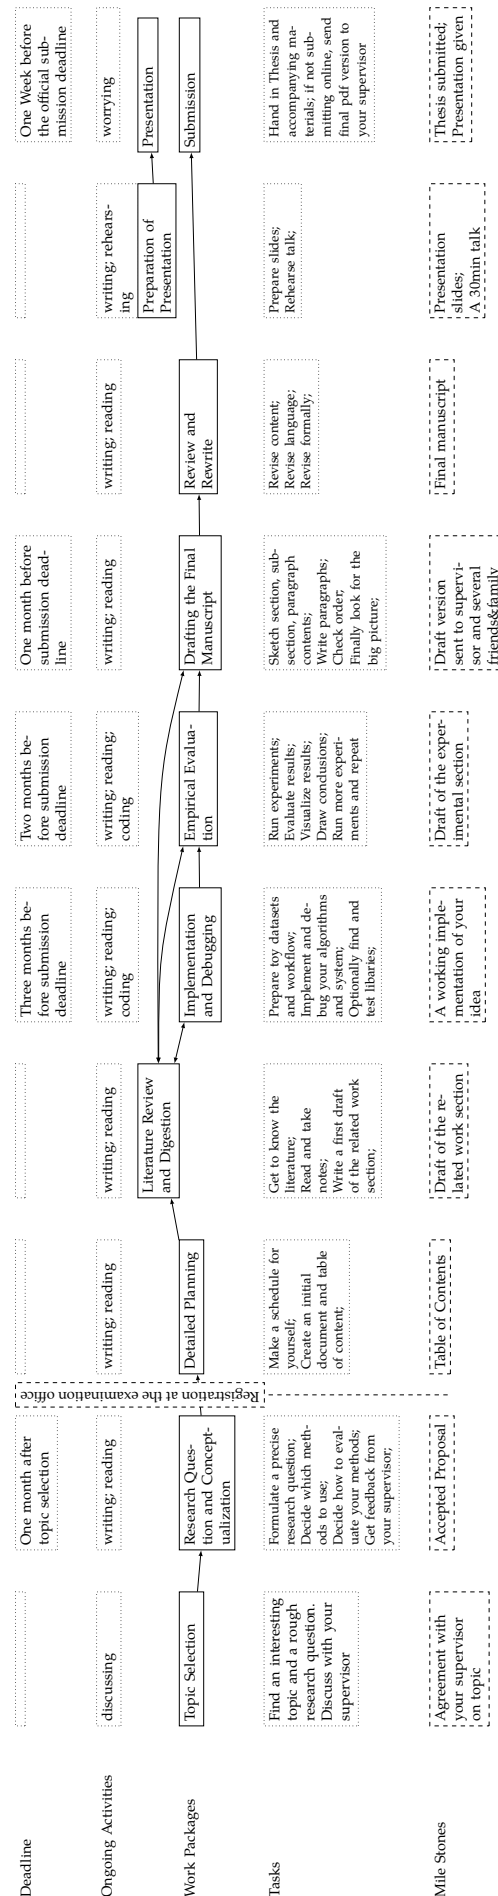 Deadline
One month after
topic selection
Three months be-
fore submission
deadline
Two months be-
fore submission
deadline
One month before
submission dead-
line
One Week before
the official sub-
mission deadline
Ongoing Activities
discussing
writing; reading
writing; reading
writing; reading
writing; reading;
coding
writing; reading;
coding
writing; reading
writing; reading
writing; rehears-
ing
worrying
Work Packages
Topic Selection
Research Ques-
tion and Concept-
ualization
Registration at the examination office
Detailed Planning
Literature Review
and Digestion
Implementation
and Debugging
Empirical Evalua-
tion
Drafting the Final
Manuscript
Review and
Rewrite
Preparation of
Presentation
Presentation
Submission
Tasks
Find an interesting
topic and a rough
research question.
Discuss with your
supervisor
Formulate a precise
research question;
Decide which meth-
ods to use;
Decide how to eval-
uate your methods;
Get feedback from
your supervisor;
Make a schedule for
yourself;
Create an initial
document and table
of content;
Get to know the
literature;
Read and take
notes;
Write a first draft
of the related work
section;
Prepare toy datasets
and workflow;
Implement and de-
bug your algorithms
and system;
Optionally find and
test libaries;
Run experiments;
Evaluate results;
Visualize results;
Draw conclusions;
Run more experi-
ments and repeat
Sketch section, sub-
section, paragraph
contents;
Write paragraphs;
Check order;
Finally look for the
big picture;
Revise content;
Revise language;
Revise formally;
Prepare slides;
Rehearse talk;
Hand in Thesis and
accompanying ma-
terials; if not sub-
mitting online, send
final pdf version to
your supervisor
Mile Stones
Agreement with
your supervisor
on topic
Accepted Proposal
Table of Contents
Draft of the re-
lated work section
A working imple-
mentation of your
idea
Draft of the exper-
imental section
Draft version
sent to supervi-
sor and several
friends&family
Final manuscript
Presentation
slides;
A 30min talk
Thesis submitted;
Presentation given